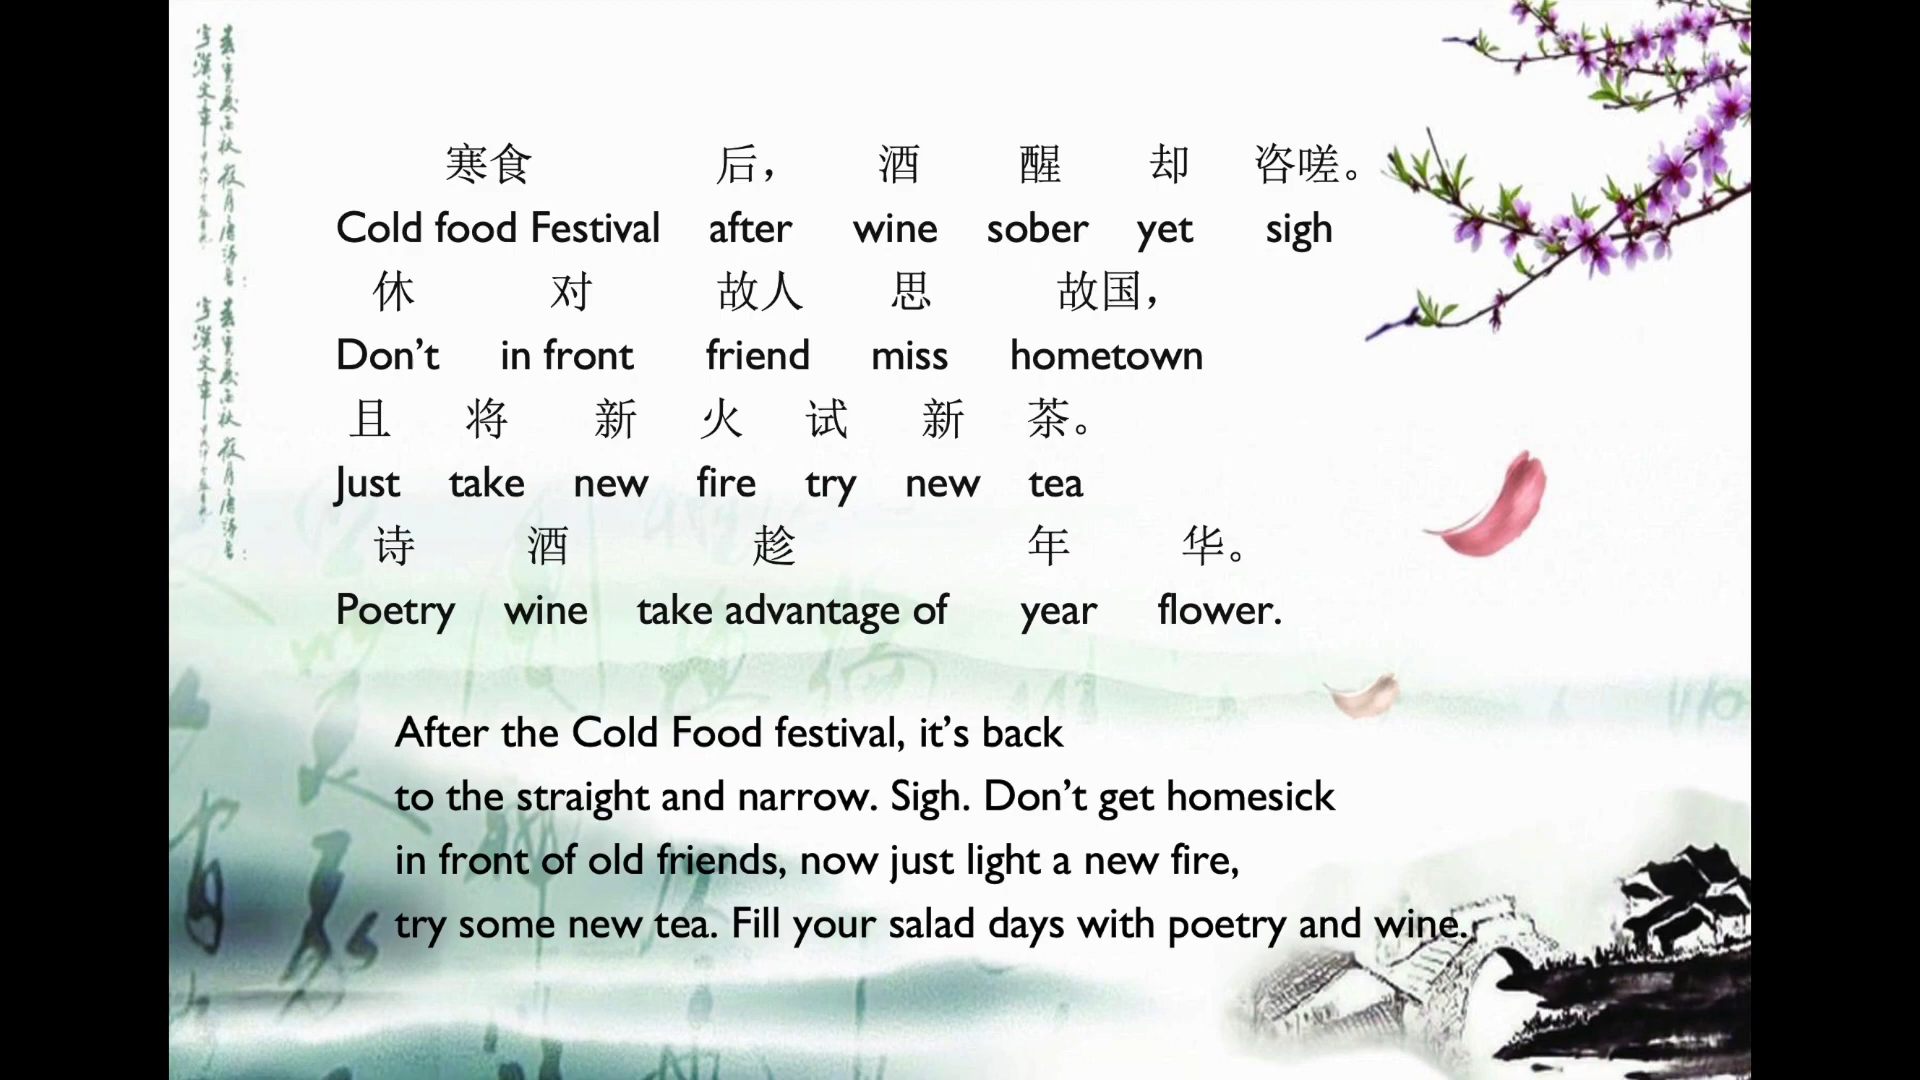 寒食 后， 酒 醒 却 咨嗟。
Cold food Festival after wine sober yet sigh
休 对 故人 思 故国，
Don’t in front friend miss hometown
且 将 新 火 试 新 茶。
Just take new fire try new tea
诗 酒 趁 年 华。
Poetry wine take advantage of year flower.
After the Cold Food festival, it’s back
to the straight and narrow. Sigh. Don’t get homesick
in front of old friends, now just light a new fire,
try some new tea. Fill your salad days with poetry and wine.